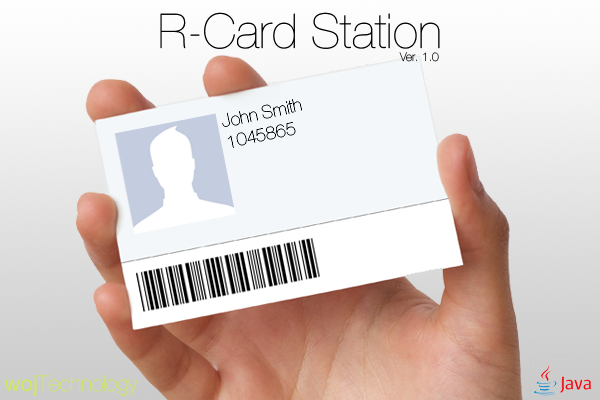 R-Card Station
Ver. 1.0
John Smith
1045865
wojTechnology
Java